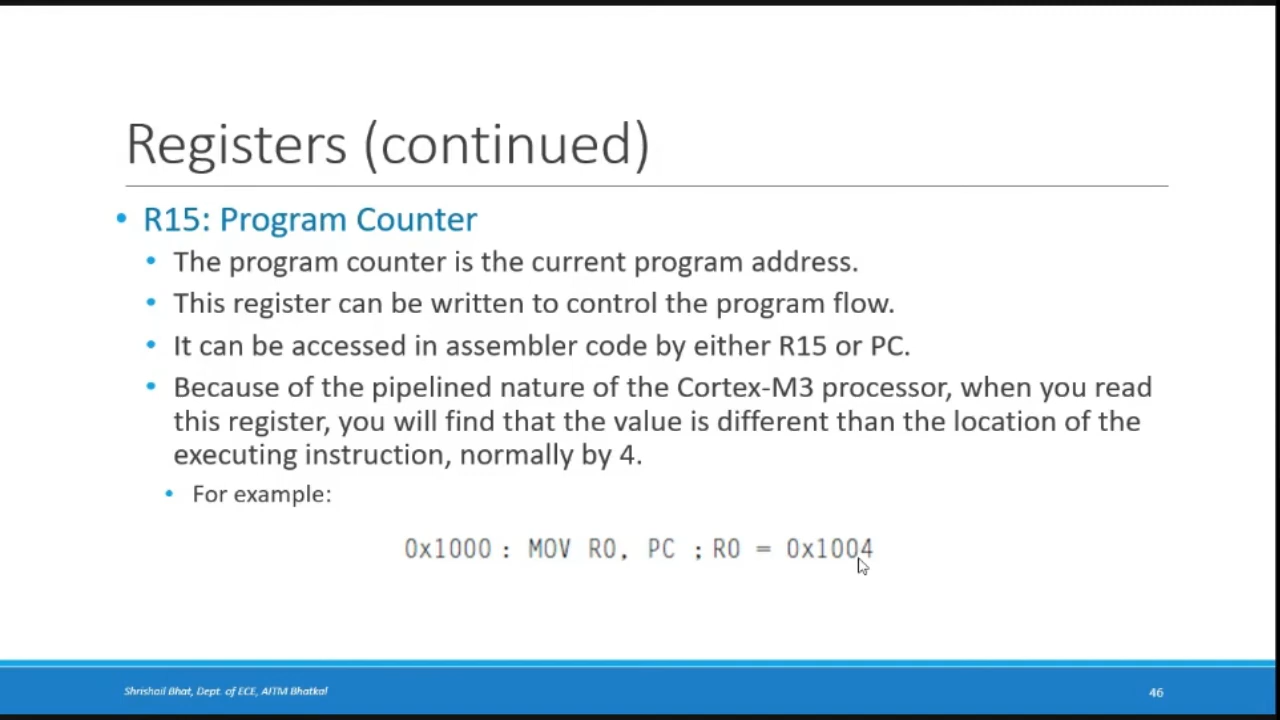 Registers (continued)
• R15: Program Counter
• The program counter is the current program address.
• This register can be written to control the program flow.
• It can be accessed in assembler code by either R15 or PC.
• Because of the pipelined nature of the Cortex-M3 processor, when you read
this register, you will find that the value is different than the location of the
executing instruction, normally by 4.
• For example:
0x1000 : MOV R0, PC ; R0 = 0x1004
Shrishail Bhat, Dept. of ECE, AITM Bhatkal
46